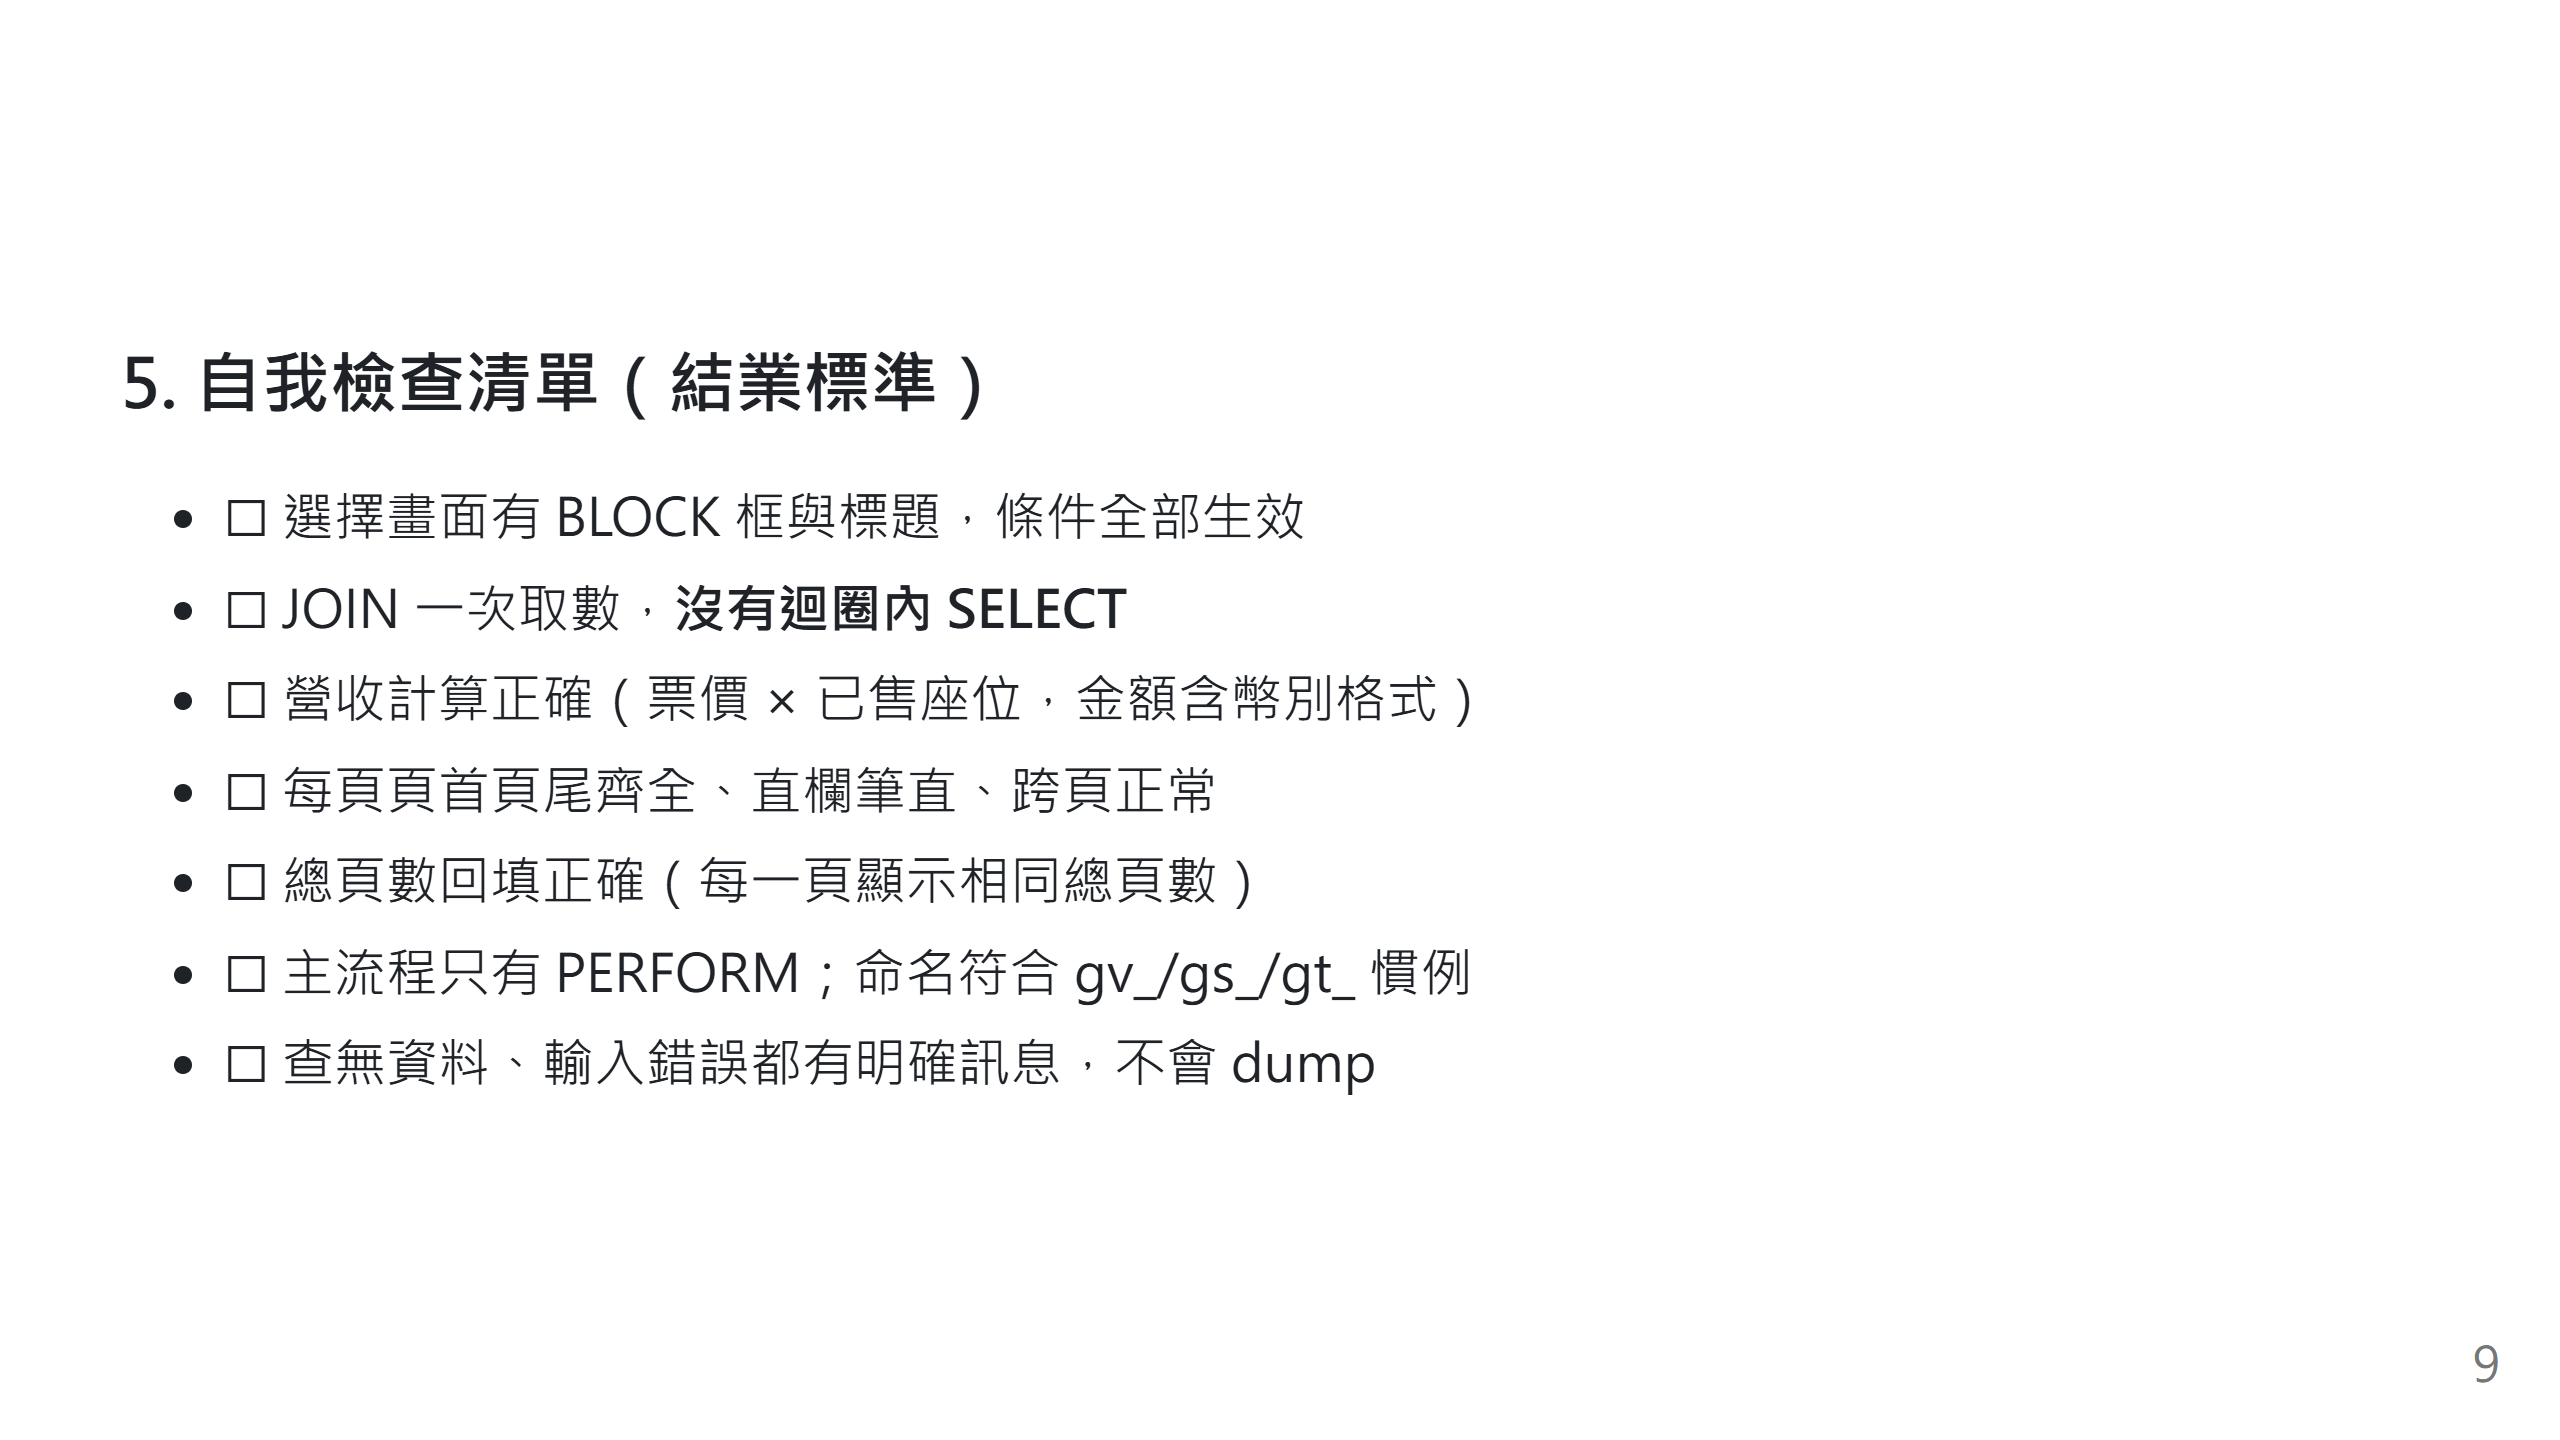 5. 自我檢查清單（結業標準）
• ☐ 選擇畫面有 BLOCK 框與標題，條件全部生效
• ☐ JOIN 一次取數，沒有迴圈內 SELECT
• ☐ 營收計算正確（票價 × 已售座位，金額含幣別格式）
• ☐ 每頁頁首頁尾齊全、直欄筆直、跨頁正常
• ☐ 總頁數回填正確（每一頁顯示相同總頁數）
• ☐ 主流程只有 PERFORM；命名符合 gv_/gs_/gt_ 慣例
• ☐ 查無資料、輸入錯誤都有明確訊息，不會 dump
9